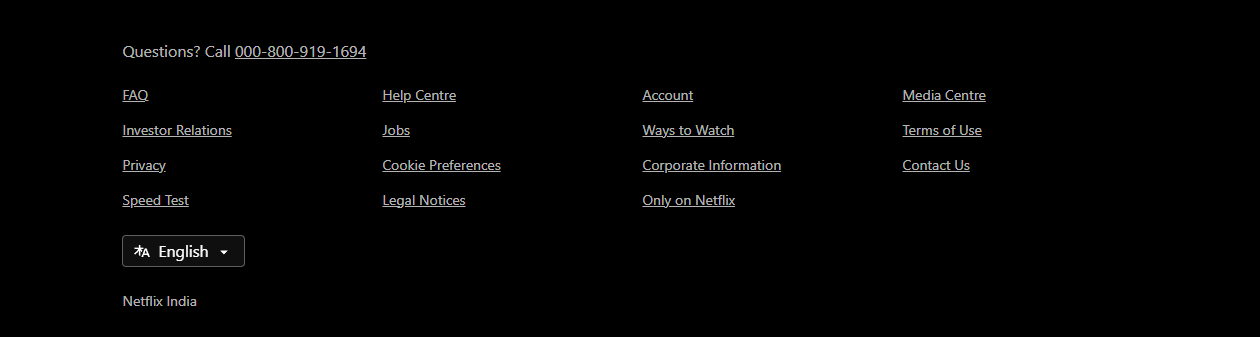 Questions? Call 000-800-919-1694
FAQ Help Centre Account Media Centre
Investor Relations Jobs Ways to Watch Terms of Use
Privacy Cookie Preferences Corporate Information Contact Us
Speed Test Legal Notices Only on Netflix
English
Netflix India